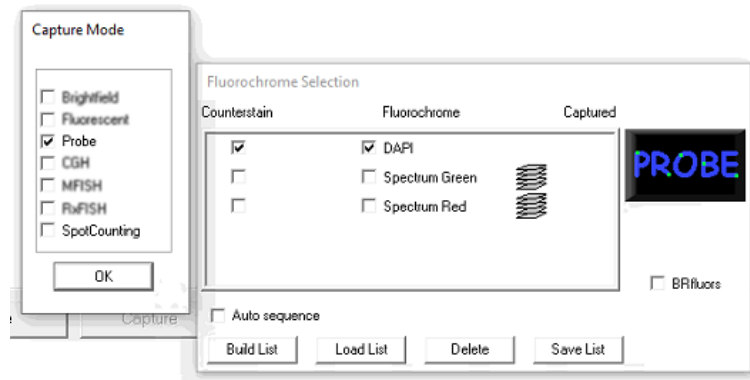 Capture Mode
Brightfield
Fluorescent
Probe
CGH
MFISH
RxFISH
SpotCounting
OK
Capture
Fluorochrome Selection
Counterstain Fluorochrome Captured
DAPI
Spectrum Green
Spectrum Red
PROBE
BRfluors
Auto sequence
Build List Load List Delete Save List